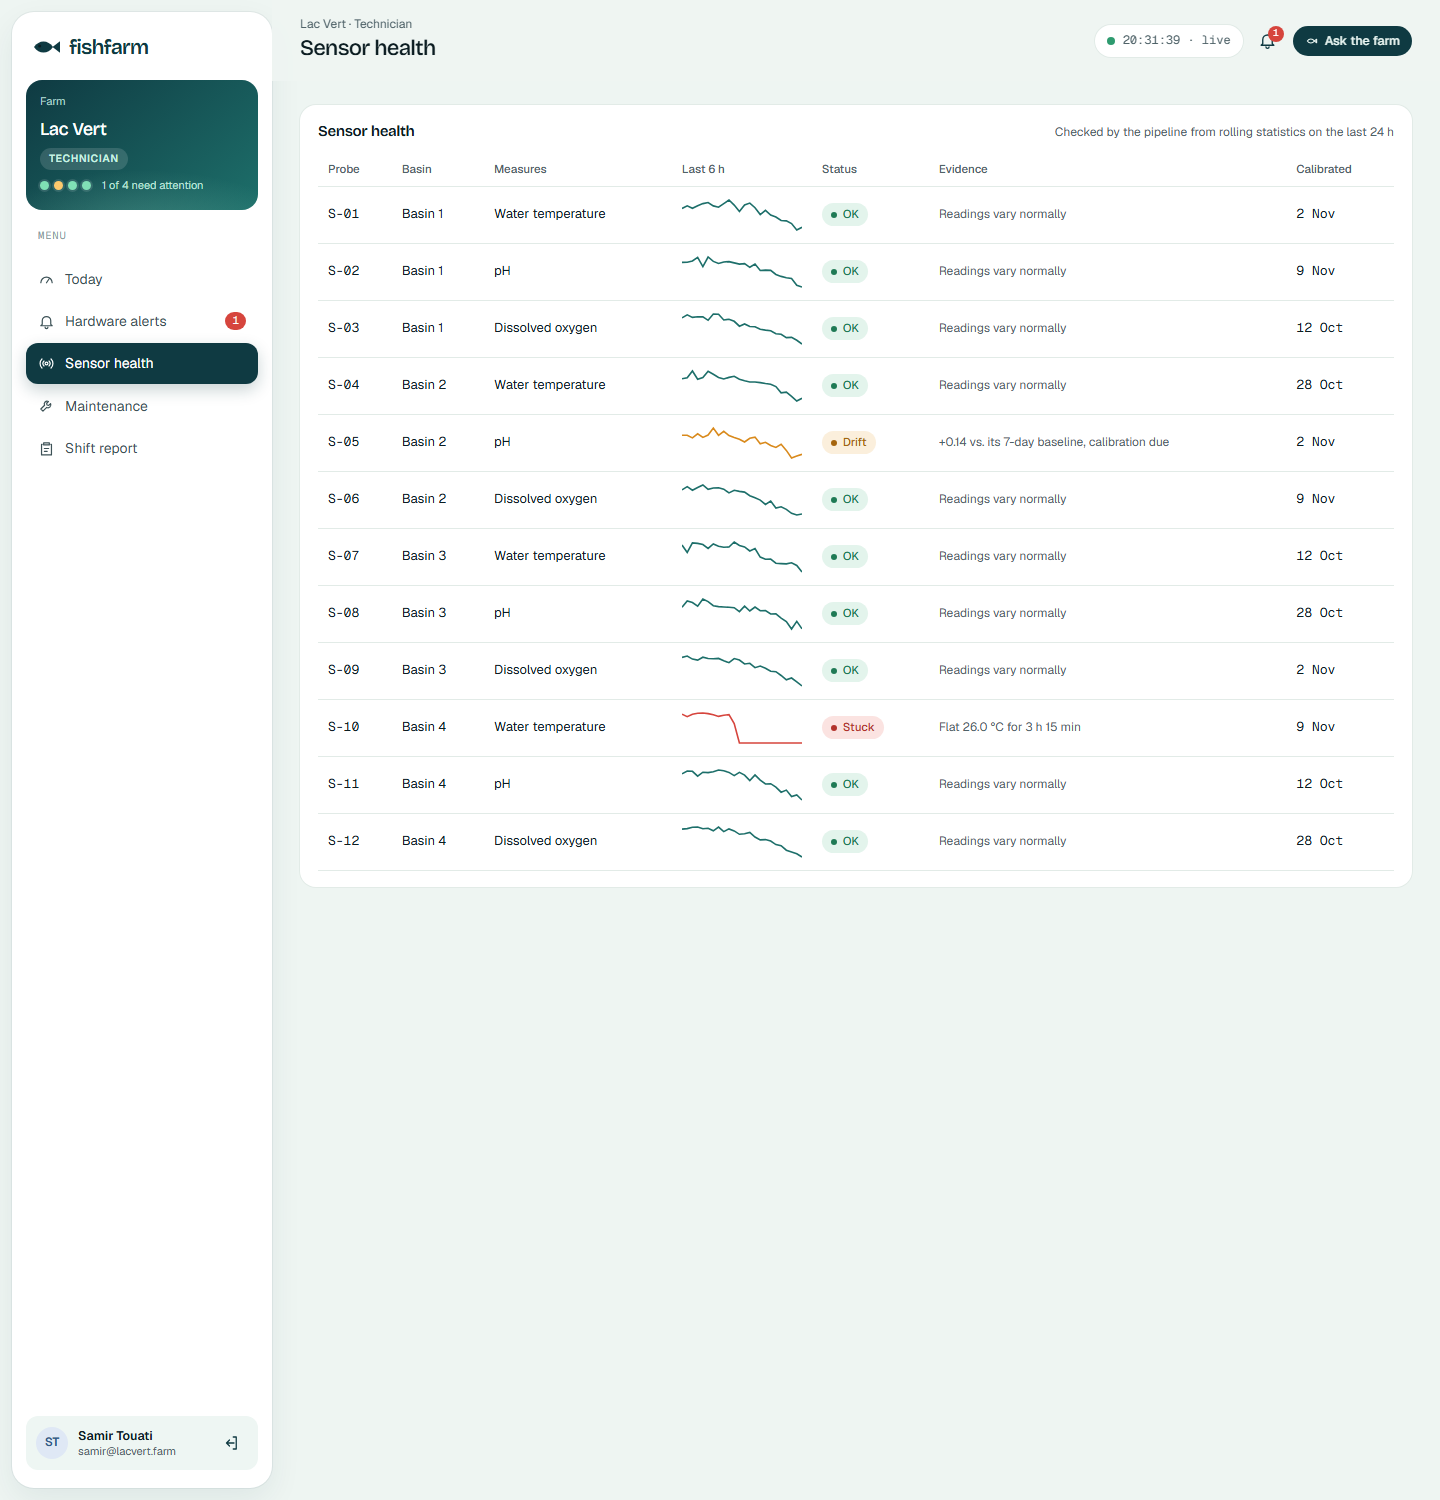 fishfarm
Farm
Lac Vert
TECHNICIAN
1 of 4 need attention
MENU
Today
Hardware alerts 1
Sensor health
Maintenance
Shift report
ST
Samir Touati
samir@lacvert.farm
Lac Vert · Technician
Sensor health
20:31:39 · live
1
Ask the farm
Sensor health
Checked by the pipeline from rolling statistics on the last 24 h
Probe Basin Measures Last 6 h Status Evidence Calibrated
S-01 Basin 1 Water temperature OK Readings vary normally 2 Nov
S-02 Basin 1 pH OK Readings vary normally 9 Nov
S-03 Basin 1 Dissolved oxygen OK Readings vary normally 12 Oct
S-04 Basin 2 Water temperature OK Readings vary normally 28 Oct
S-05 Basin 2 pH Drift +0.14 vs. its 7-day baseline, calibration due 2 Nov
S-06 Basin 2 Dissolved oxygen OK Readings vary normally 9 Nov
S-07 Basin 3 Water temperature OK Readings vary normally 12 Oct
S-08 Basin 3 pH OK Readings vary normally 28 Oct
S-09 Basin 3 Dissolved oxygen OK Readings vary normally 2 Nov
S-10 Basin 4 Water temperature Stuck Flat 26.0 °C for 3 h 15 min 9 Nov
S-11 Basin 4 pH OK Readings vary normally 12 Oct
S-12 Basin 4 Dissolved oxygen OK Readings vary normally 28 Oct